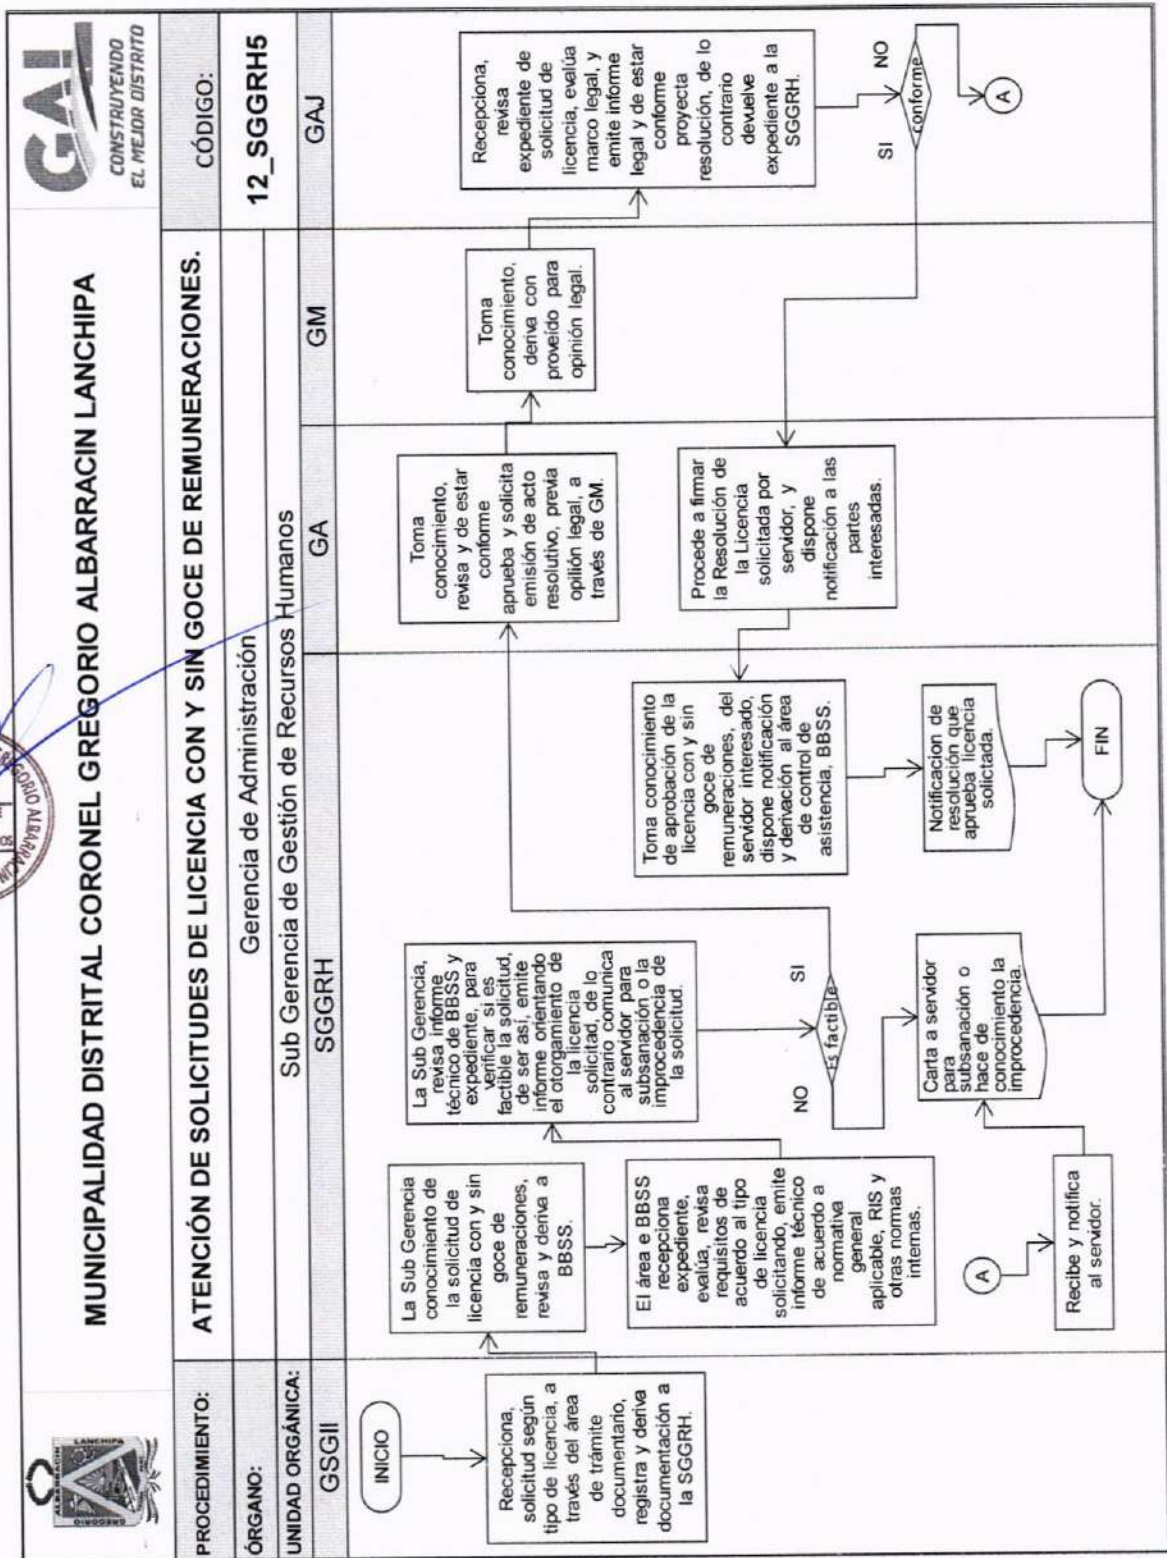 MUNICIPALIDAD DISTRITAL CORONEL GREGORIO ALBARRACIN LANCHIPA
GAL
CONSTRUYENDO
EL MEJOR DISTRITO
ALBARRACIN
GREGORIO
LANCHIPA
GREGORIO ALBARRACIN
PROCEDIMIENTO:
ATENCIÓN DE SOLICITUDES DE LICENCIA CON Y SIN GOCE DE REMUNERACIONES.
CÓDIGO:
ÓRGANO:
Gerencia de Administración
12_SGGRH5
UNIDAD ORGÁNICA:
Sub Gerencia de Gestión de Recursos Humanos
GSGII
SGGRH
GA
GM
GAJ
INICIO
Recepciona,
solicitud según
tipo de licencia, a
través del área
de trámite
documentario,
registra y deriva
documentación a
la SGGRH.
La Sub Gerencia
conocimiento de
la solicitud de
licencia con y sin
goce de
remuneraciones,
revisa y deriva a
BBSS.
El área e BBSS
recepciona
expediente,
evalúa, revisa
requisitos de
acuerdo al tipo
de licencia
solicitando, emite
informe técnico
de acuerdo a
normativa
general
aplicable, RIS y
otras normas
internas.
La Sub Gerencia,
revisa informe
técnico de BBSS y
expediente, para
verificar si es
factible la solicitud,
de ser así, emite
informe orientando
el otorgamiento de
la licencia
solicitad, de lo
contrario comunica
al servidor para
subsanación o la
improcedencia de
la solicitud.
Es factible
NO
SI
Toma
conocimiento,
revisa y de estar
conforme
aprueba y solicita
emisión de acto
resolutivo, previa
opilión legal, a
través de GM.
Toma
conocimiento,
deriva con
proveído para
opinión legal.
Recepciona,
revisa
expediente de
solicitud de
licencia, evalúa
marco legal, y
emite informe
legal y de estar
conforme
proyecta
resolución, de lo
contrario
devuelve
expediente a la
SGGRH.
conforme
SI
NO
A
Procede a firmar
la Resolución de
la Licencia
solicitada por
servidor, y
dispone
notificación a las
partes
interesadas.
Toma conocimiento
de aprobación de la
licencia con y sin
goce de
remuneraciones, del
servidor interesado,
dispone notificación
y derivación al área
de control de
asistencia, BBSS.
Notificacion de
resolución que
aprueba licencia
solictada.
A
Recibe y notifica
al servidor.
Carta a servidor
para
subsanación o
hace de
conocimiento la
improcedencia.
FIN